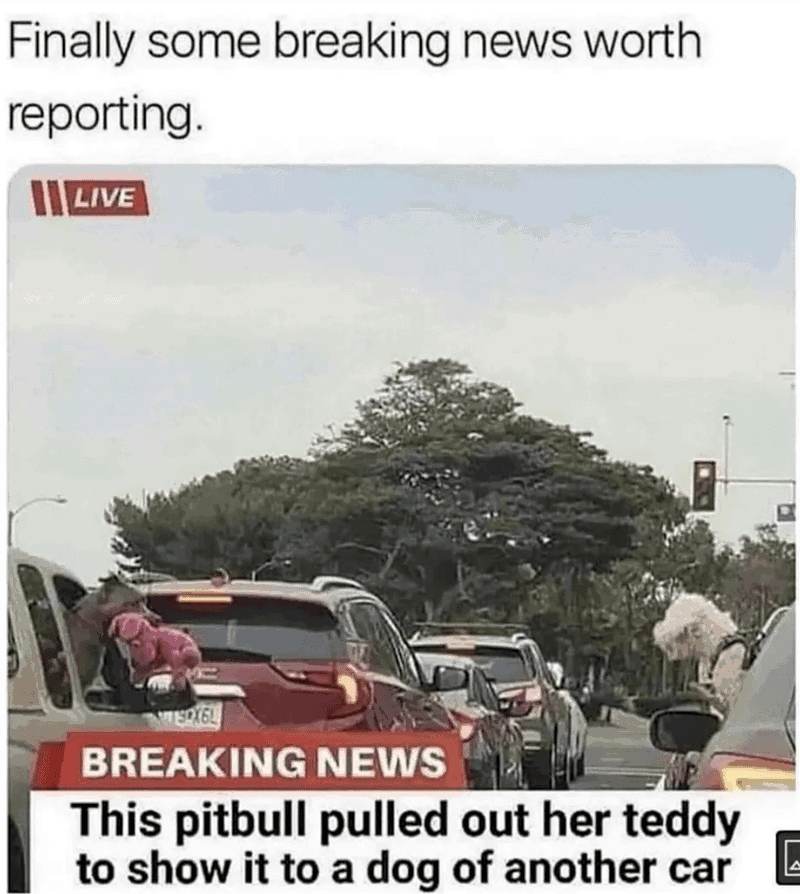 Finally some breaking news worth
reporting.
LIVE
BREAKING NEWS
This pitbull pulled out her teddy
to show it to a dog of another car